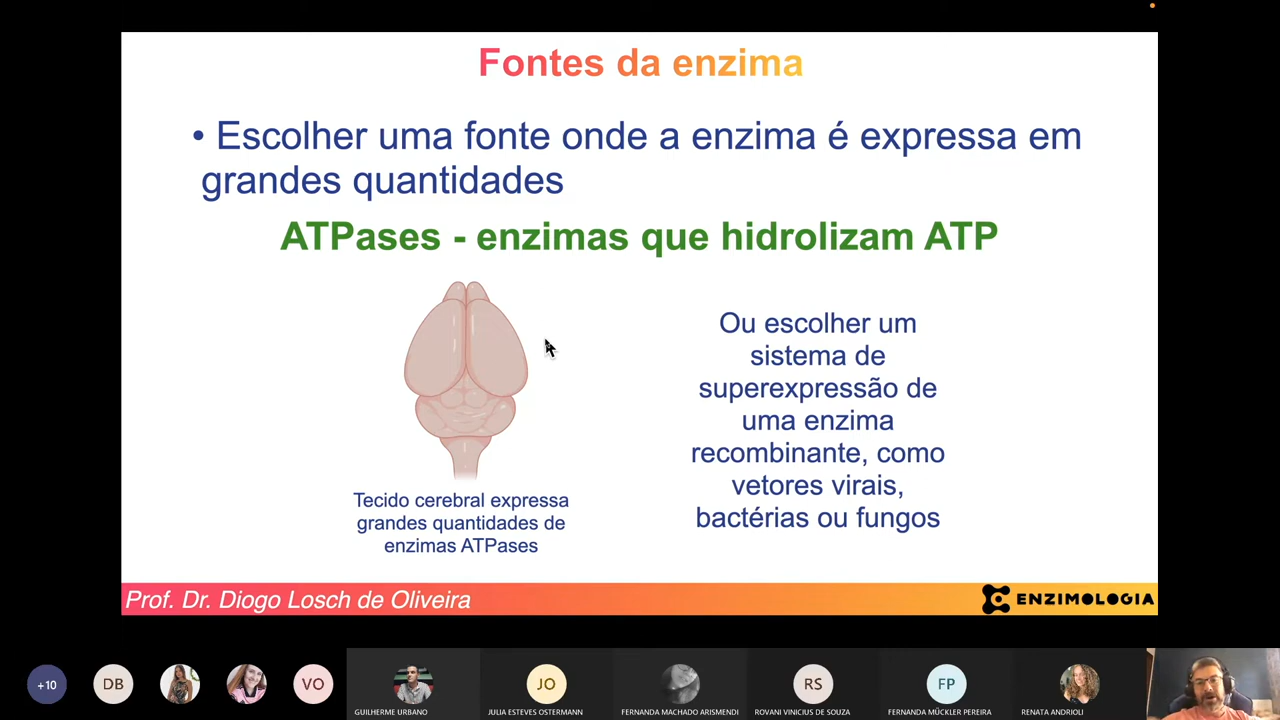 Fontes da enzima
• Escolher uma fonte onde a enzima é expressa em
grandes quantidades
ATPases - enzimas que hidrolizam ATP
Ou escolher um
sistema de
superexpressão de
uma enzima
recombinante, como
vetores virais,
bactérias ou fungos
Tecido cerebral expressa
grandes quantidades de
enzimas ATPases
Prof. Dr. Diogo Losch de Oliveira
ENZIMOLOGIA
+10
DB
VO
GUILHERME URBANO
JO
JULIA ESTEVES OSTERMANN
FERNANDA MACHADO ARISMENDI
RS
ROVANI VINICIUS DE SOUZA
FP
FERNANDA MÜCKLER PEREIRA
RENATA ANDRIOLI